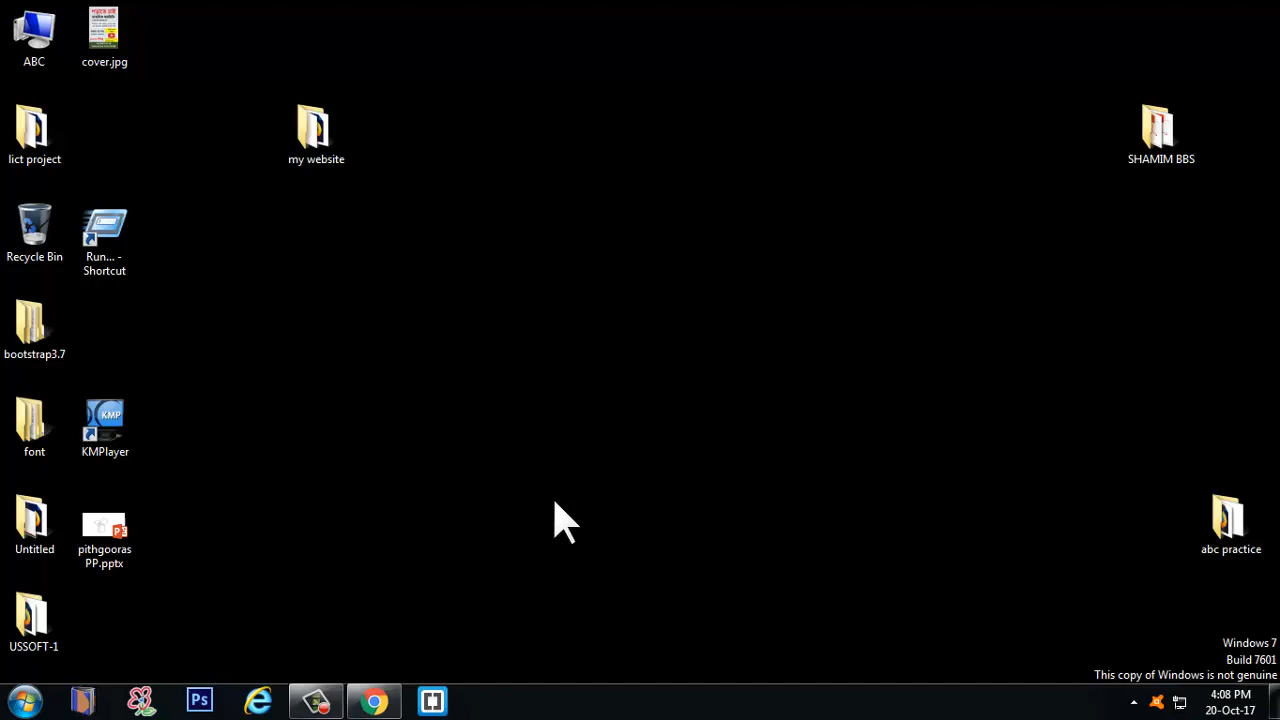 ABC
cover.jpg
lict project
my website
SHAMIM BBS
Recycle Bin
Run... -
Shortcut
bootstrap3.7
font
KMP
KMPlayer
Untitled
P
pithgooras
PP.pptx
abc practice
USSOFT-1
Windows 7
Build 7601
This copy of Windows is not genuine
Ps
4:08 PM
20-Oct-17